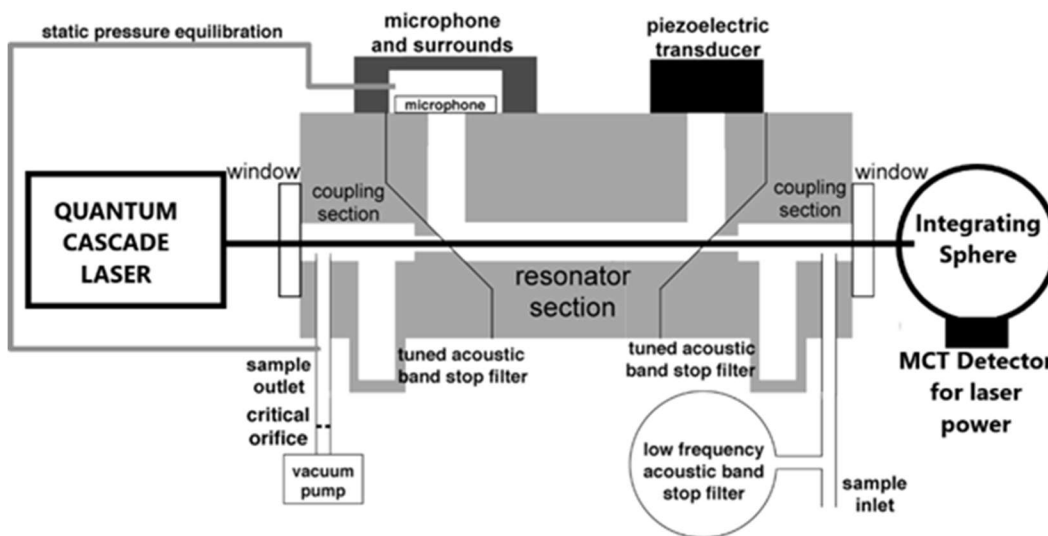 static pressure equilibration
microphone
and surrounds
piezoelectric
transducer
microphone
window
window
coupling
section
coupling
section
QUANTUM
CASCADE
LASER
Integrating
Sphere
resonator
section
tuned acoustic
band stop filter
tuned acoustic
band stop filter
MCT Detector
for laser
power
sample
outlet
critical
orifice
vacuum
pump
low frequency
acoustic band
stop filter
sample
inlet